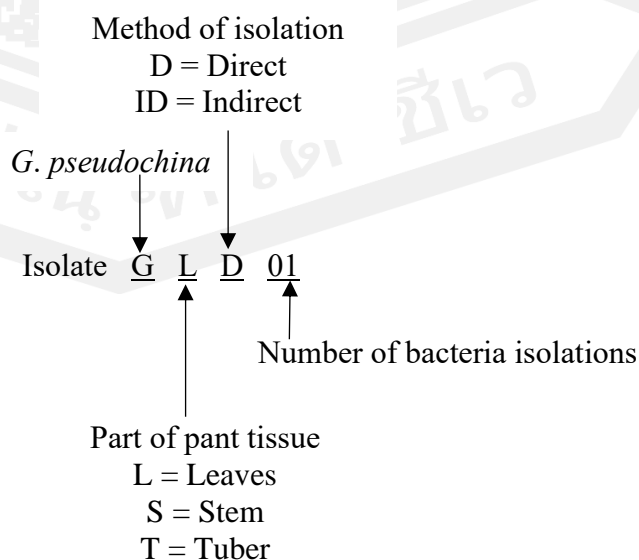 Method of isolation
D = Direct
ID = Indirect
G. pseudochina
Isolate G L D 01
Number of bacteria isolations
Part of pant tissue
L = Leaves
S = Stem
T = Tuber